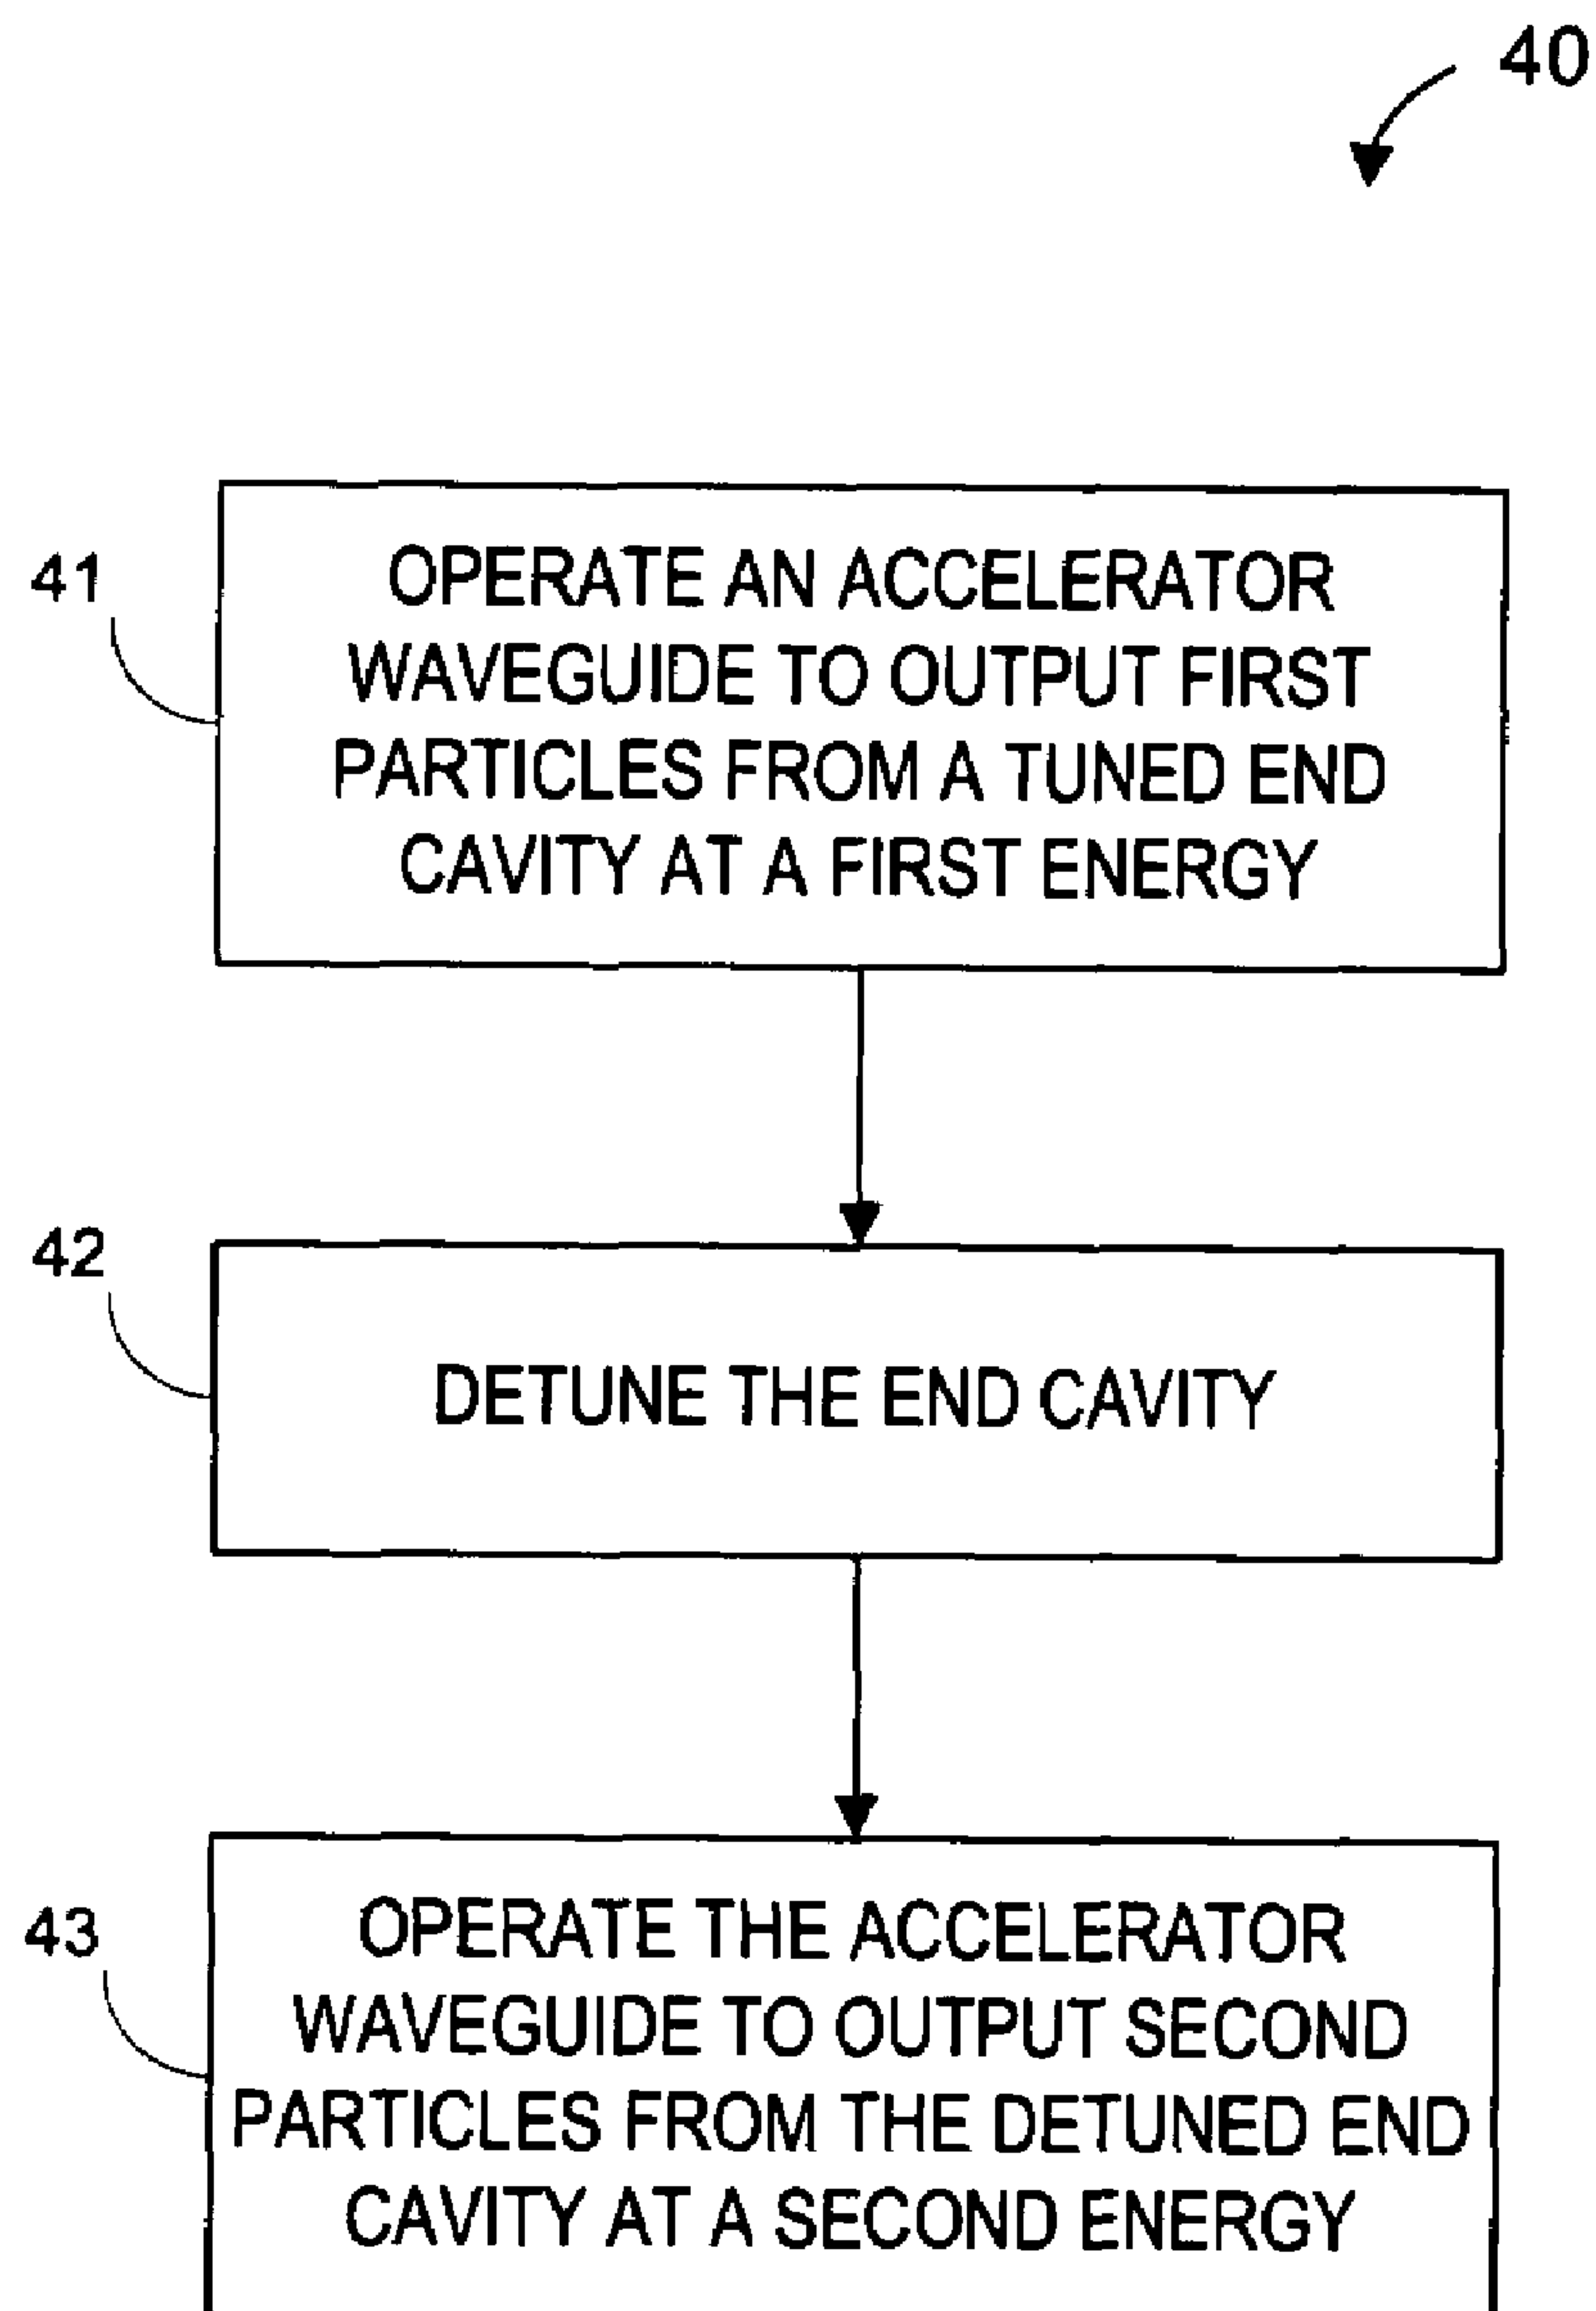 40
41
OPERATE AN ACCELERATOR
WAVEGUIDE TO OUTPUT FIRST
PARTICLES FROM A TUNED END
CAVITY AT A FIRST ENERGY
42
DETUNE THE END CAVITY
43
OPERATE THE ACCELERATOR
WAVEGUIDE TO OUTPUT SECOND
PARTICLES FROM THE DETUNED END
CAVITY AT A SECOND ENERGY